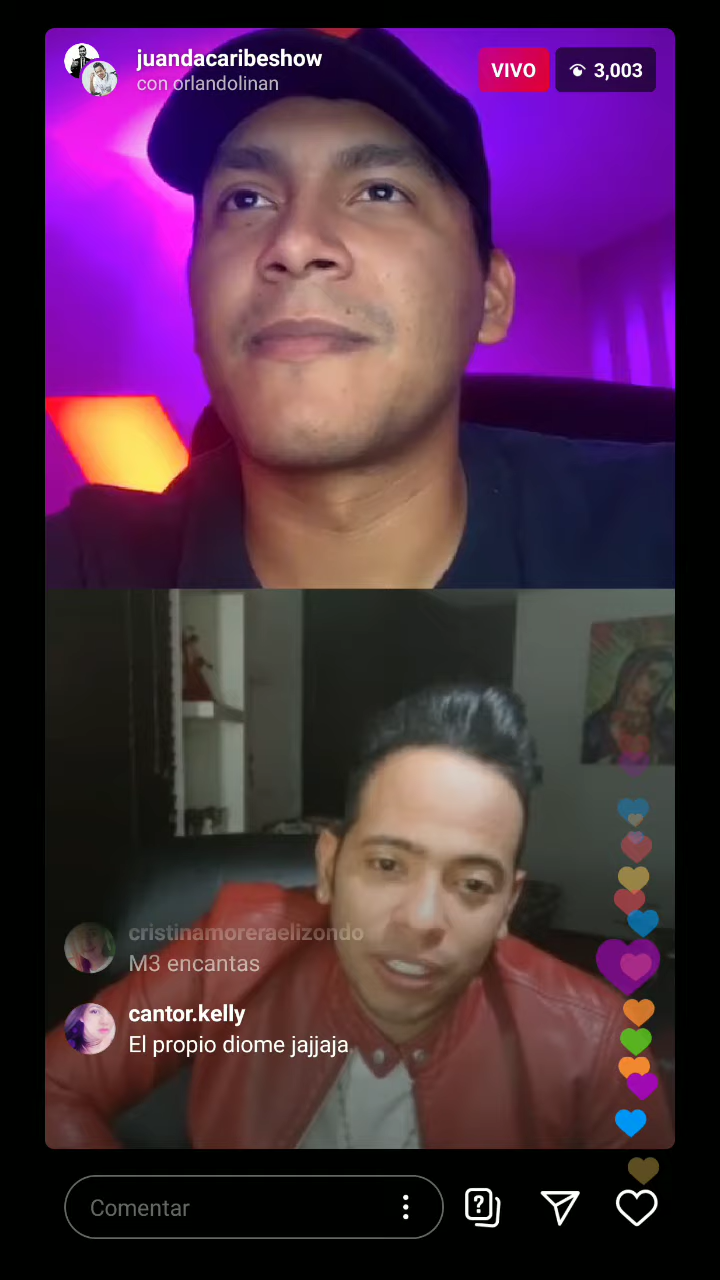 juandacaribeshow
con orlandolinan
VIVO
3,003
cristinamoreraelizondo
M3 encantas
cantor.kelly
El propio diome jajjaja
Comentar